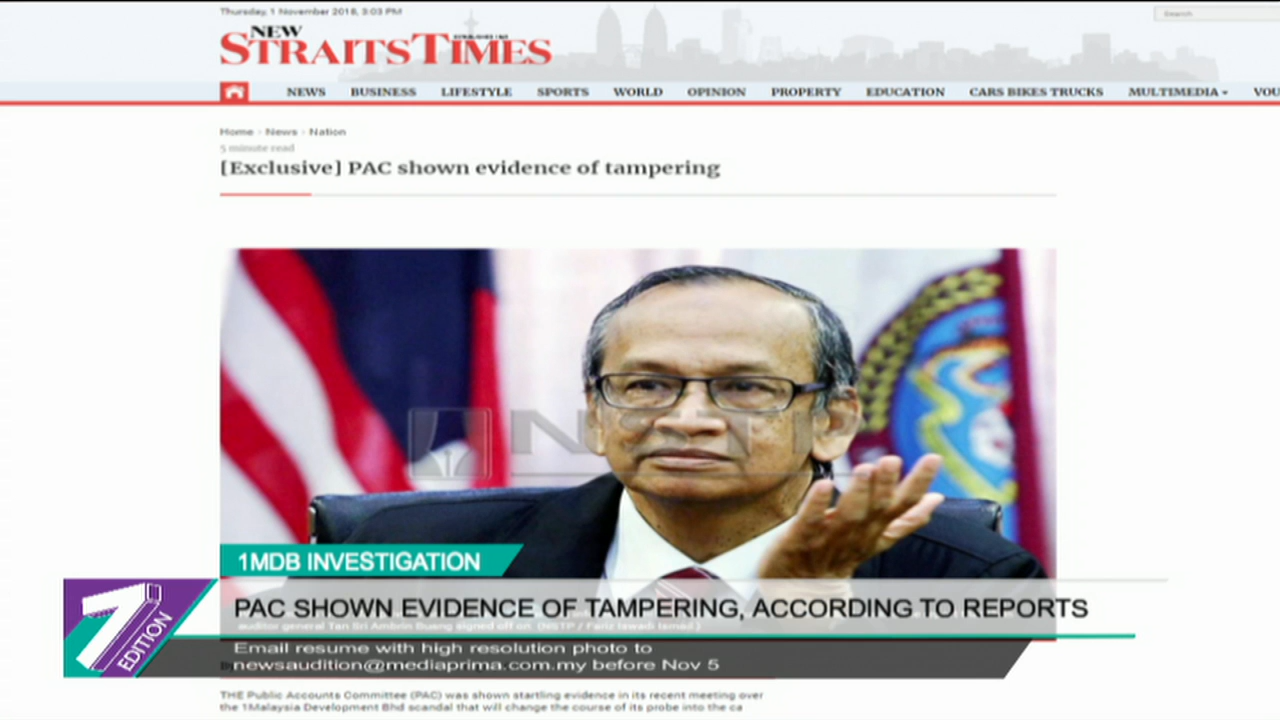 Thursday, 1 November 2018, 3:03 PM
Search
NEW
STRAITSTIMES
NEWS BUSINESS LIFESTYLE SPORTS WORLD OPINION PROPERTY EDUCATION CARS BIKES TRUCKS MULTIMEDIA VOU
Home News Nation
5 minute read
[Exclusive] PAC shown evidence of tampering
NSTP
1MDB INVESTIGATION
7
EDITION
PAC SHOWN EVIDENCE OF TAMPERING, ACCORDING TO REPORTS
auditor general Tan Sri Ambrin Buang signed off on. (NSTP / Fariz Iswadi Ismail)
Email resume with high resolution photo to
newsaudition@mediaprima.com.my before Nov 5
THE Public Accounts Committee (PAC) was shown startling evidence in its recent meeting over
the 1Malaysia Development Bhd scandal that will change the course of its probe into the ca